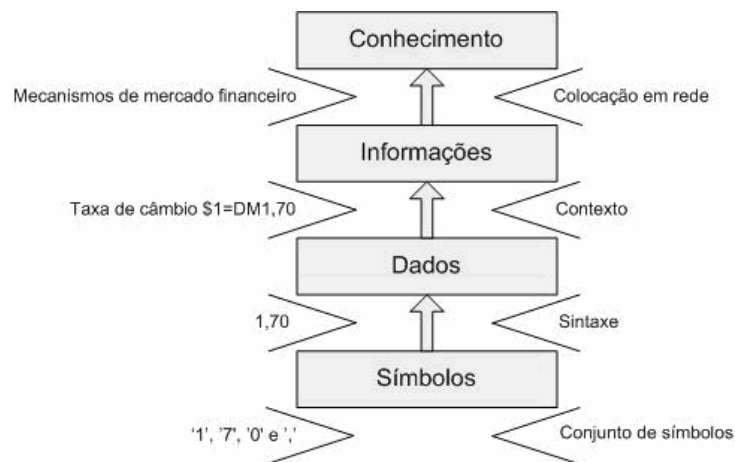 Conhecimento
Mecanismos de mercado financeiro
Colocação em rede
Informações
Taxa de câmbio $1=DM1,70
Contexto
Dados
1,70
Sintaxe
Símbolos
‘1’, ’7’, ’0’ e ’,’
Conjunto de símbolos